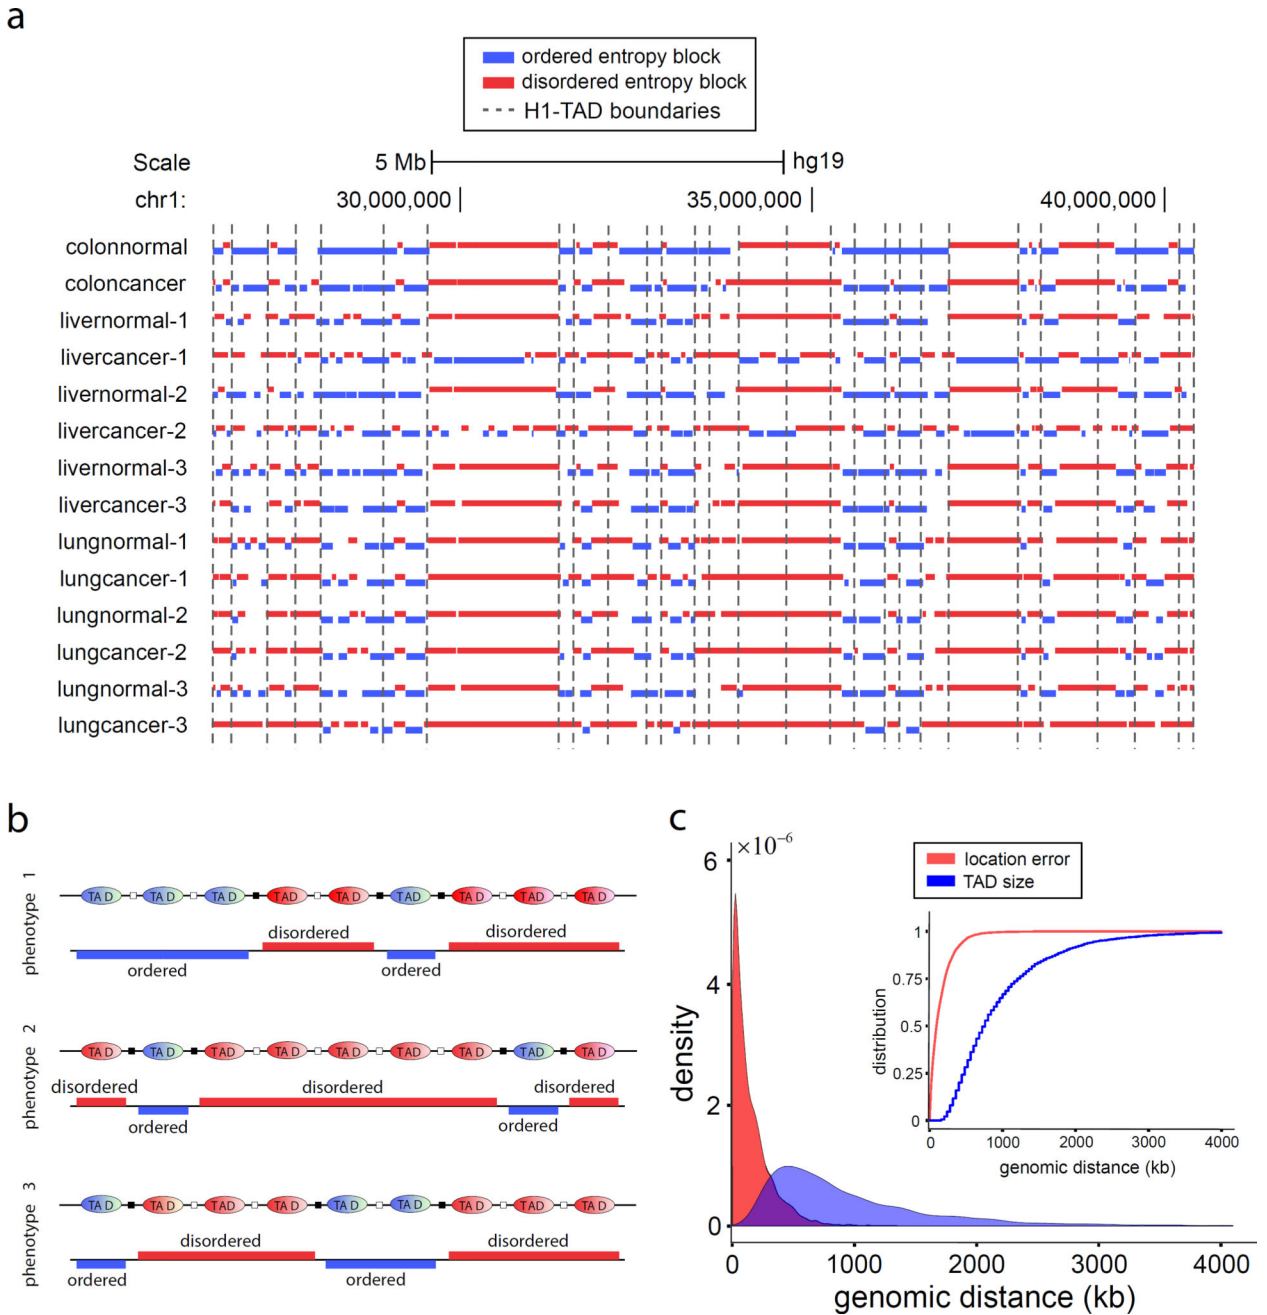 a
ordered entropy block
disordered entropy block
H1-TAD boundaries
Scale 5 Mb hg19
chr1: 30,000,000 35,000,000 40,000,000
colonnormal
coloncancer
livernormal-1
livercancer-1
livernormal-2
livercancer-2
livernormal-3
livercancer-3
lungnormal-1
lungcancer-1
lungnormal-2
lungcancer-2
lungnormal-3
lungcancer-3
b
phenotype 1
TAD TAD TAD TAD TAD TAD TAD TAD TAD
disordered disordered
ordered ordered
phenotype 2
TAD TAD TAD TAD TAD TAD TAD TAD TAD
disordered disordered disordered
ordered ordered
phenotype 3
TAD TAD TAD TAD TAD TAD TAD TAD TAD
disordered disordered
ordered ordered
c
×10⁻⁶
6
4
2
0
density
0 1000 2000 3000 4000
genomic distance (kb)
location error
TAD size
1
0.75
0.5
0.25
0
distribution
0 1000 2000 3000 4000
genomic distance (kb)